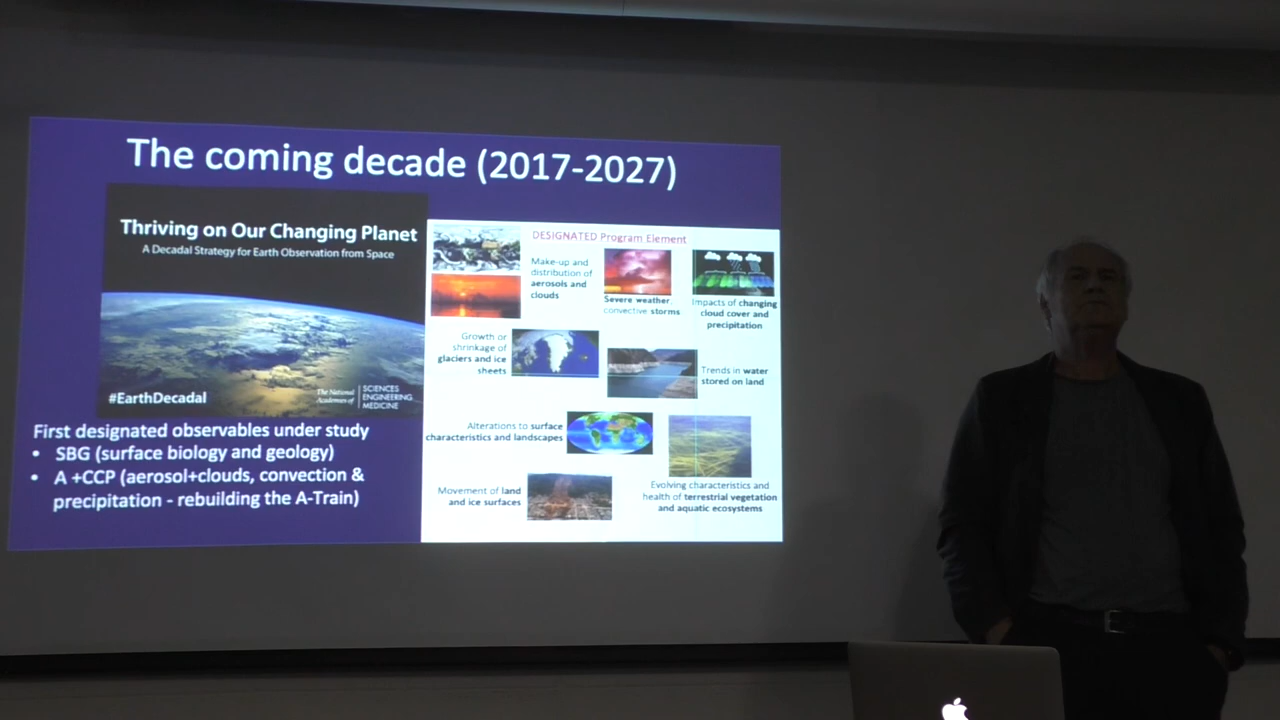 The coming decade (2017-2027)
Thriving on Our Changing Planet
A Decadal Strategy for Earth Observation from Space
#EarthDecadal
The National
Academies of
SCIENCES
ENGINEERING
MEDICINE
First designated observables under study
• SBG (surface biology and geology)
• A +CCP (aerosol+clouds, convection &
precipitation - rebuilding the A-Train)
DESIGNATED Program Element
Make-up and
distribution of
aerosols and
clouds
Severe weather,
convective storms
Impacts of changing
cloud cover and
precipitation
Growth or
shrinkage of
glaciers and ice
sheets
Trends in water
stored on land
Alterations to surface
characteristics and landscapes
Evolving characteristics and
health of terrestrial vegetation
and aquatic ecosystems
Movement of land
and ice surfaces